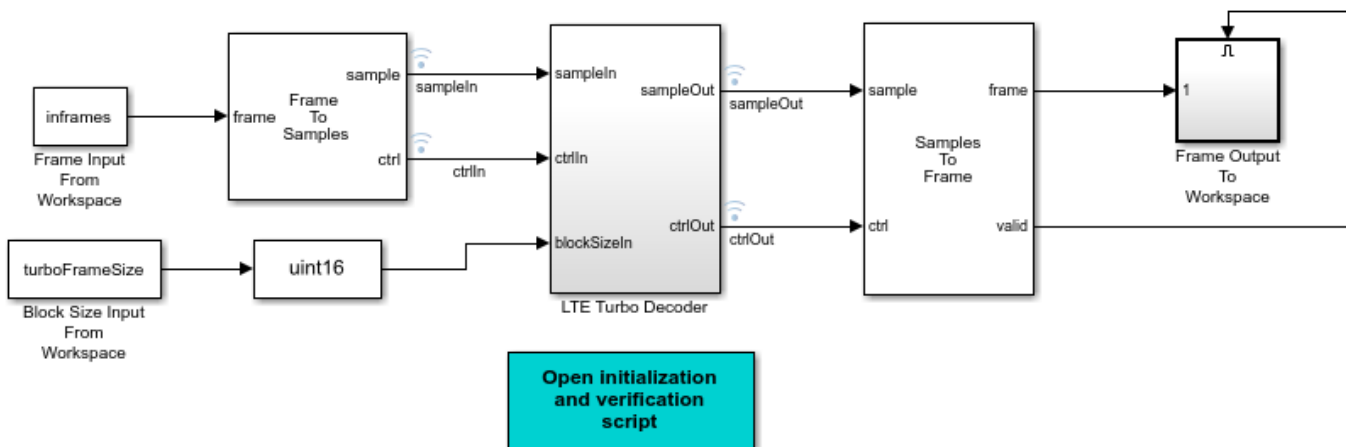 inframes
Frame Input
From
Workspace
frame
Frame
To
Samples
sample
ctrl
sampleIn
ctrlIn
turboFrameSize
Block Size Input
From
Workspace
uint16
sampleIn
ctrlIn
blockSizeIn
sampleOut
ctrlOut
LTE Turbo Decoder
sampleOut
ctrlOut
sample
ctrl
Samples
To
Frame
frame
valid
1
Frame Output
To
Workspace
Open initialization
and verification
script